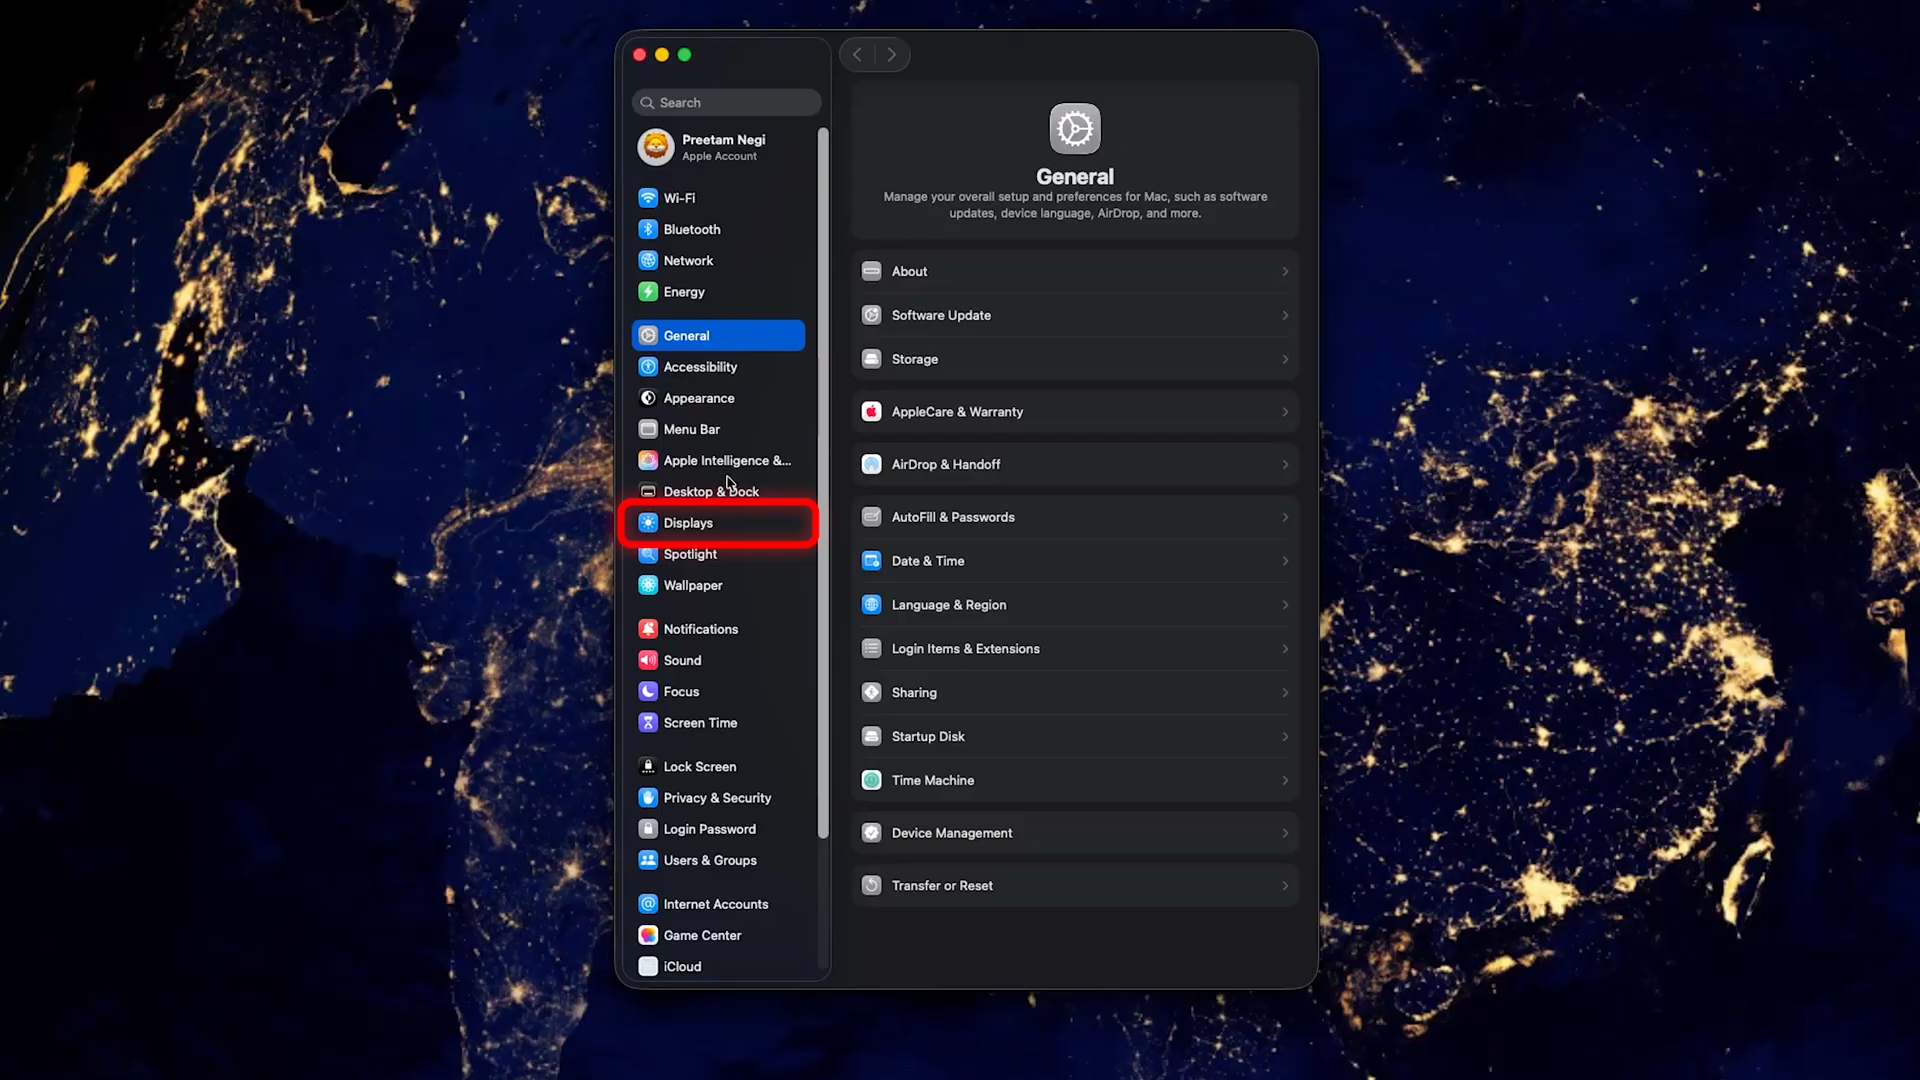 Search
Preetam Negi
Apple Account
Wi-Fi
Bluetooth
Network
Energy
General
Accessibility
Appearance
Menu Bar
Apple Intelligence &...
Desktop & Dock
Displays
Spotlight
Wallpaper
Notifications
Sound
Focus
Screen Time
Lock Screen
Privacy & Security
Login Password
Users & Groups
Internet Accounts
Game Center
iCloud
General
Manage your overall setup and preferences for Mac, such as software
updates, device language, AirDrop, and more.
About
Software Update
Storage
AppleCare & Warranty
AirDrop & Handoff
AutoFill & Passwords
Date & Time
Language & Region
Login Items & Extensions
Sharing
Startup Disk
Time Machine
Device Management
Transfer or Reset